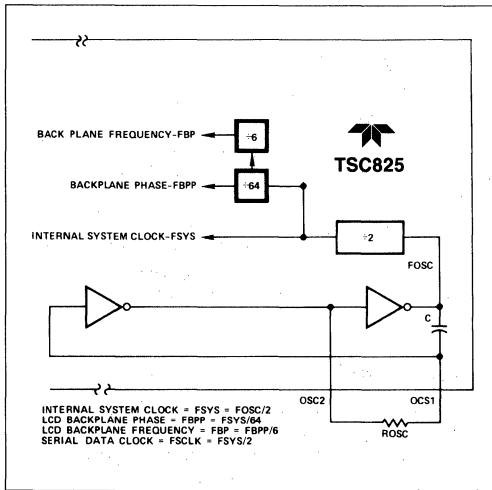 BACK PLANE FREQUENCY-FBP
÷6
TSC825
BACKPLANE PHASE-FBPP
÷64
INTERNAL SYSTEM CLOCK-FSYS
÷2
FOSC
C
OSC2
OCS1
ROSC
INTERNAL SYSTEM CLOCK = FSYS = FOSC/2
LCD BACKPLANE PHASE = FBPP = FSYS/64
LCD BACKPLANE FREQUENCY = FBP = FBPP/6
SERIAL DATA CLOCK = FSCLK = FSYS/2